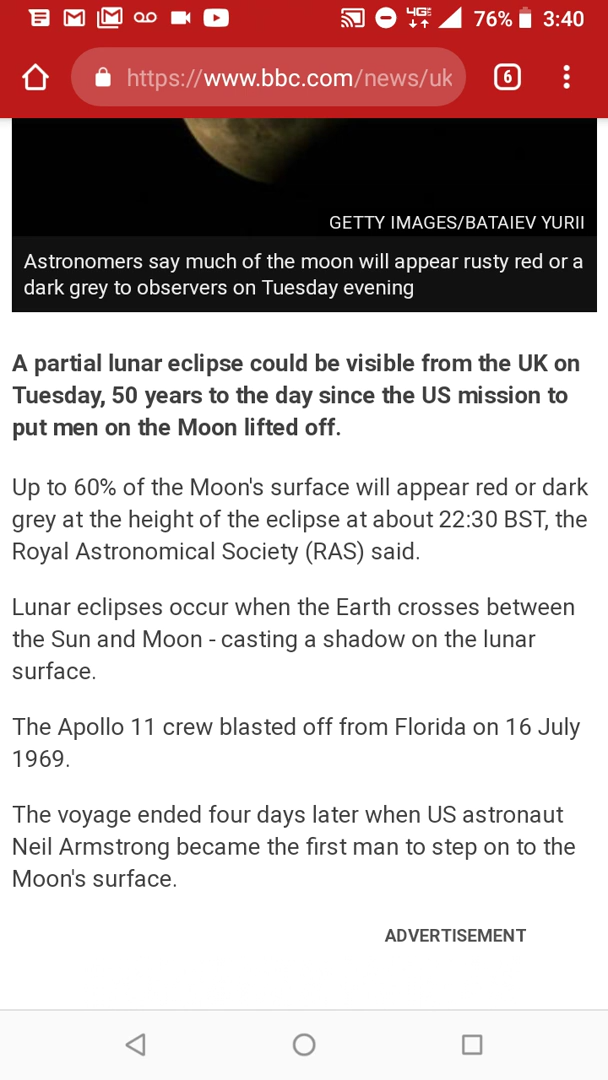 4GE 76% 3:40
https://www.bbc.com/news/uk 6
GETTY IMAGES/BATAIEV YURII
Astronomers say much of the moon will appear rusty red or a
dark grey to observers on Tuesday evening
A partial lunar eclipse could be visible from the UK on
Tuesday, 50 years to the day since the US mission to
put men on the Moon lifted off.
Up to 60% of the Moon's surface will appear red or dark
grey at the height of the eclipse at about 22:30 BST, the
Royal Astronomical Society (RAS) said.
Lunar eclipses occur when the Earth crosses between
the Sun and Moon - casting a shadow on the lunar
surface.
The Apollo 11 crew blasted off from Florida on 16 July
1969.
The voyage ended four days later when US astronaut
Neil Armstrong became the first man to step on to the
Moon's surface.
ADVERTISEMENT